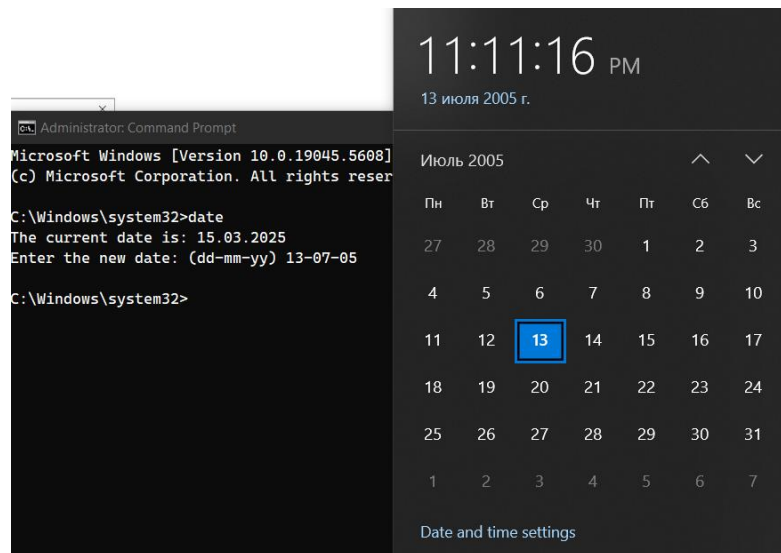 Administrator: Command Prompt
Microsoft Windows [Version 10.0.19045.5608]
(c) Microsoft Corporation. All rights reser
C:\Windows\system32>date
The current date is: 15.03.2025
Enter the new date: (dd-mm-yy) 13-07-05
C:\Windows\system32>
11:11:16 PM
13 июля 2005 г.
Июль 2005
Пн Вт Ср Чт Пт Сб Вс
27 28 29 30 1 2 3
4 5 6 7 8 9 10
11 12 13 14 15 16 17
18 19 20 21 22 23 24
25 26 27 28 29 30 31
1 2 3 4 5 6 7
Date and time settings